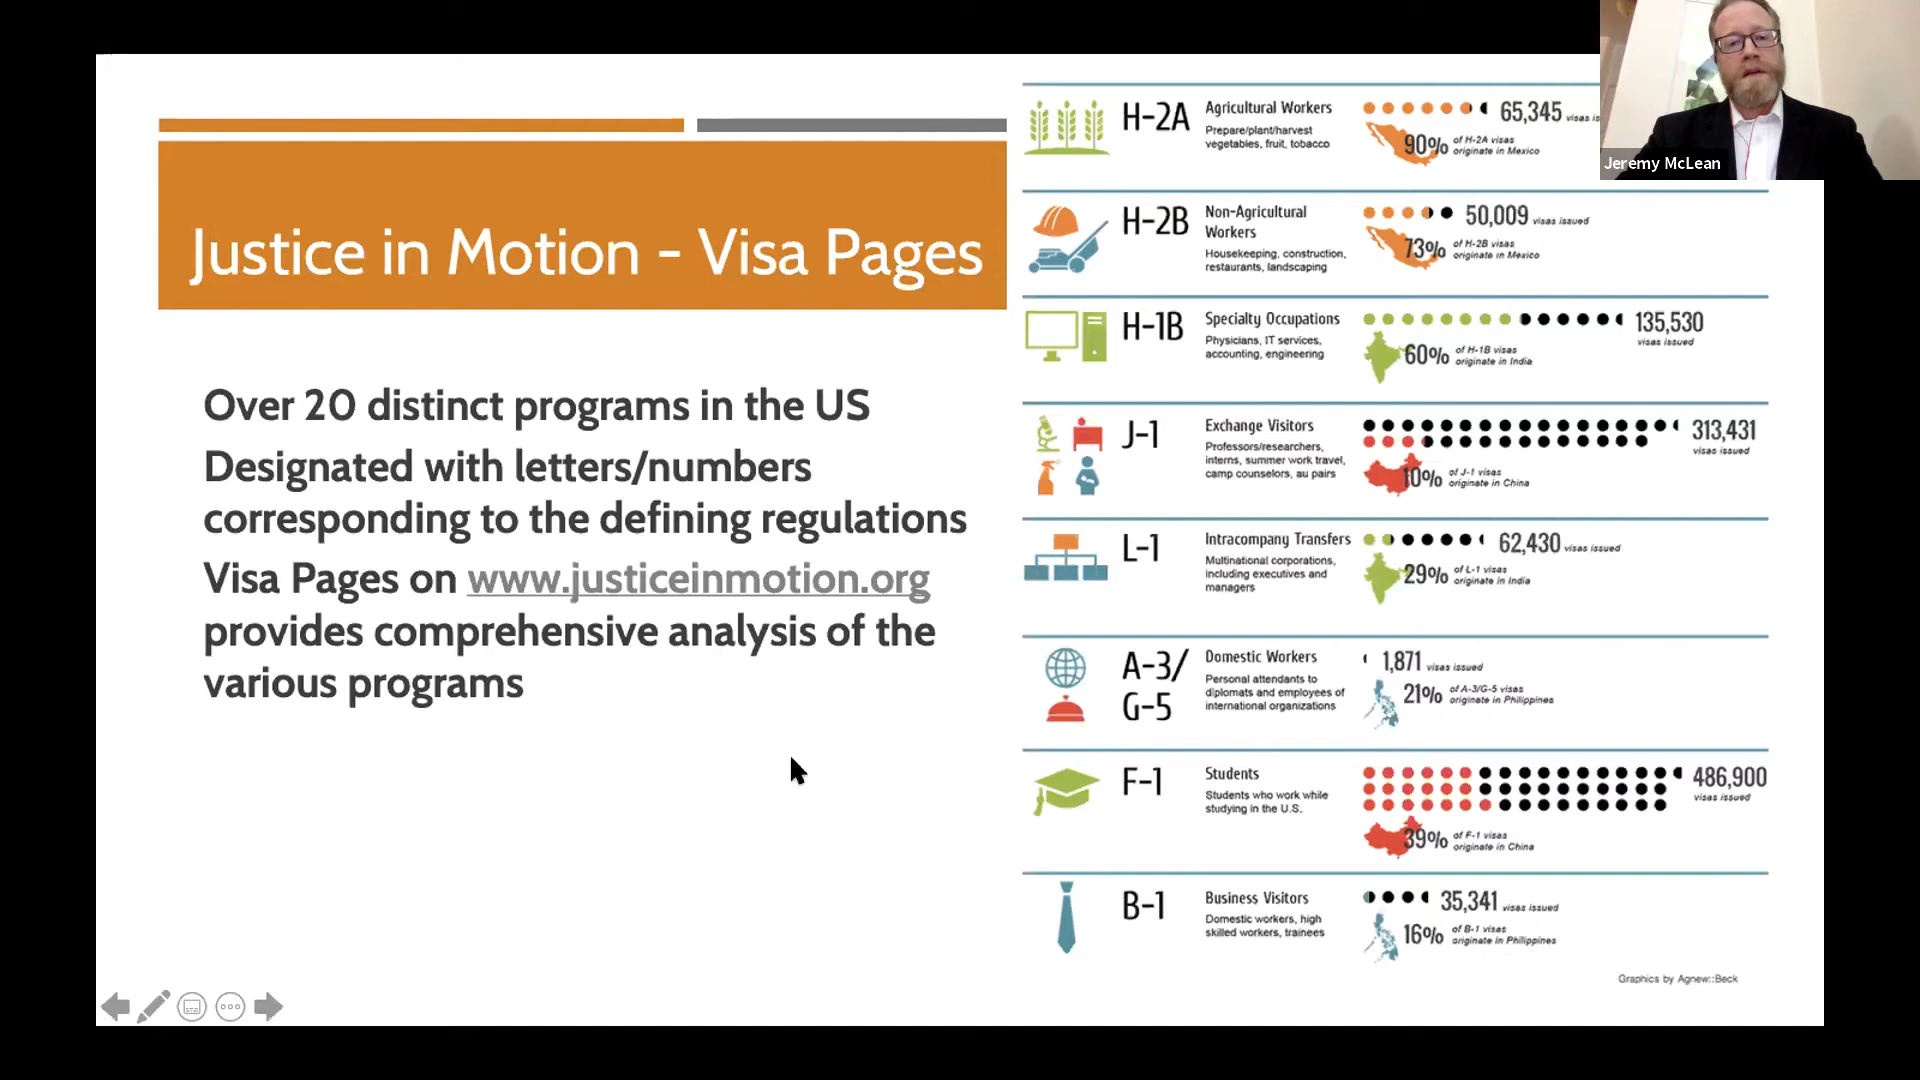 Justice in Motion - Visa Pages
Over 20 distinct programs in the US
Designated with letters/numbers
corresponding to the defining regulations
Visa Pages on www.justiceinmotion.org
provides comprehensive analysis of the
various programs
H-2A
Agricultural Workers
Prepare/plant/harvest
vegetables, fruit, tobacco
65,345 visas
90% of H-2A visas
originate in Mexico
H-2B
Non-Agricultural
Workers
Housekeeping, construction,
restaurants, landscaping
50,009 visas issued
73% of H-2B visas
originate in Mexico
H-1B
Specialty Occupations
Physicians, IT services,
accounting, engineering
135,530
visas issued
60% of H-1B visas
originate in India
J-1
Exchange Visitors
Professors/researchers,
interns, summer work travel,
camp counselors, au pairs
313,431
visas issued
10% of J-1 visas
originate in China
L-1
Intracompany Transfers
Multinational corporations,
including executives and
managers
62,430 visas issued
29% of L-1 visas
originate in India
A-3/
G-5
Domestic Workers
Personal attendants to
diplomats and employees of
international organizations
1,871 visas issued
21% of A-3/G-5 visas
originate in Philippines
F-1
Students
Students who work while
studying in the U.S.
486,900
visas issued
39% of F-1 visas
originate in China
B-1
Business Visitors
Domestic workers, high
skilled workers, trainees
35,341 visas issued
16% of B-1 visas
originate in Philippines
Graphics by Agnew::Beck
Jeremy McLean